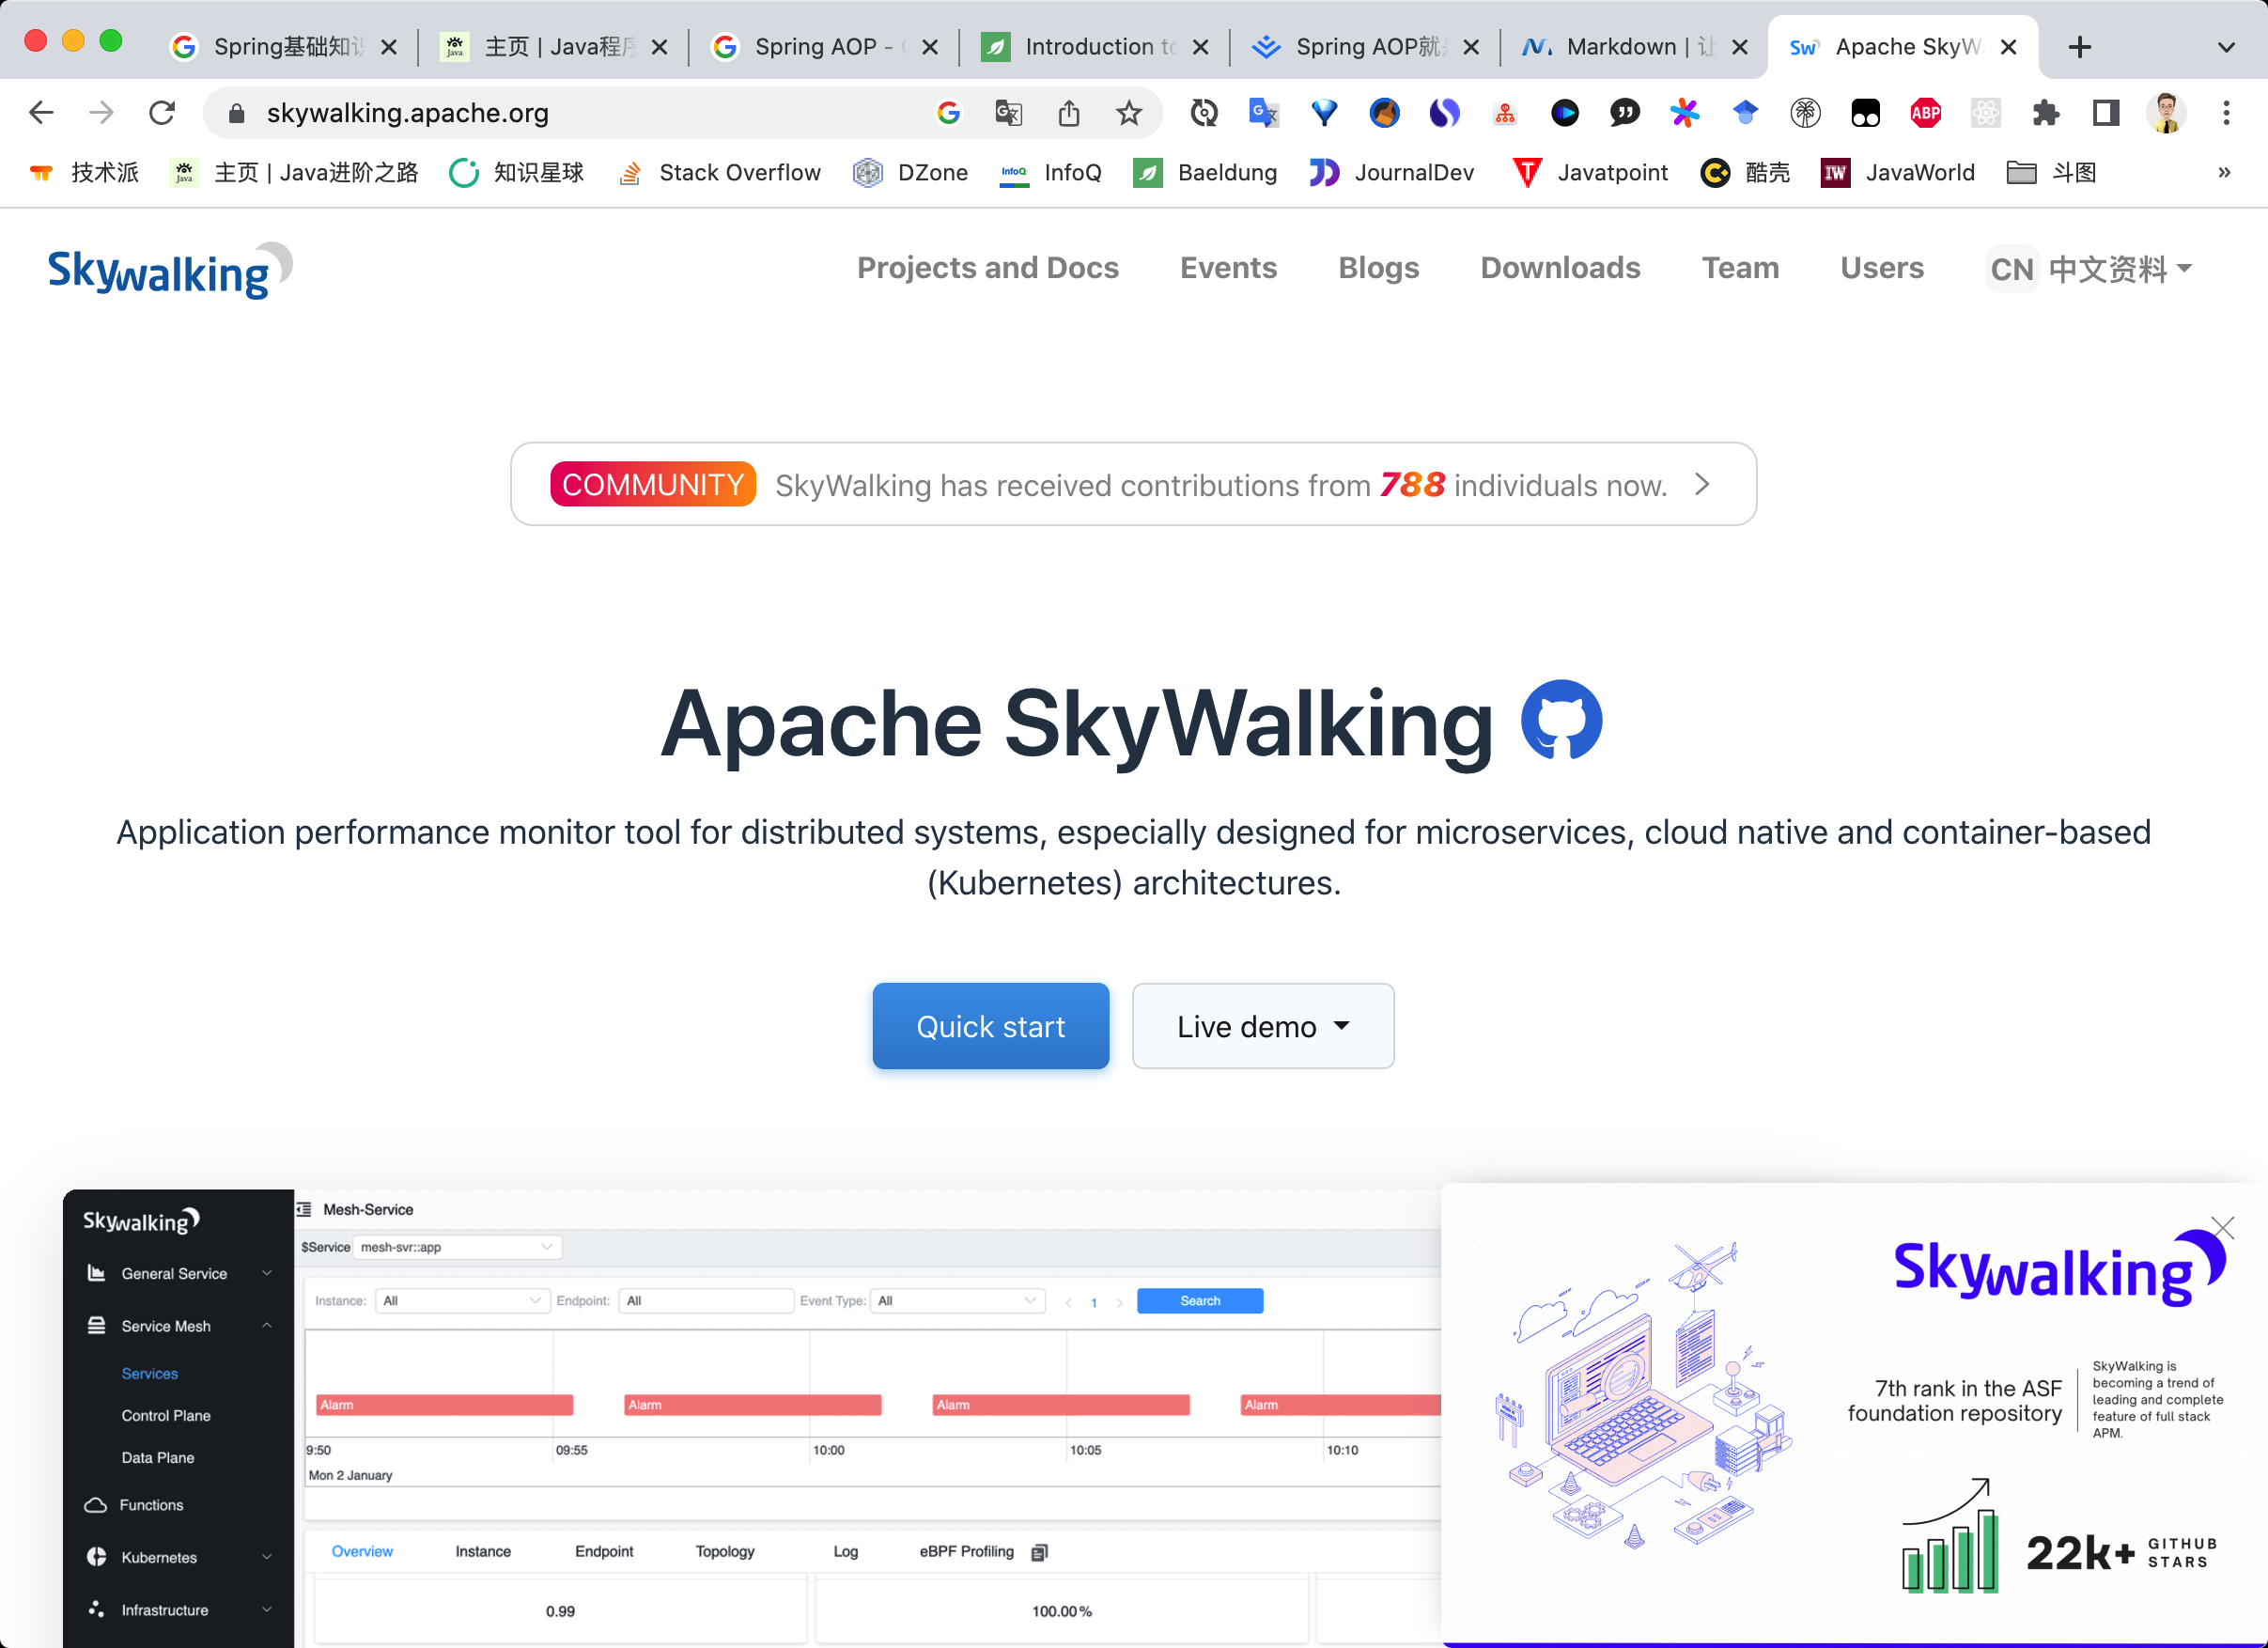 Spring基础知识
主页 | Java程序
Spring AOP -
Introduction to
Spring AOP就
Markdown | 让
Apache SkyW
skywalking.apache.org
ABP
技术派
主页 | Java进阶之路
知识星球
Stack Overflow
DZone
InfoQ
Baeldung
JournalDev
Javatpoint
酷壳
JavaWorld
斗图
»
Skywalking
Projects and Docs
Events
Blogs
Downloads
Team
Users
CN 中文资料
COMMUNITY SkyWalking has received contributions from 788 individuals now.
Apache SkyWalking
Application performance monitor tool for distributed systems, especially designed for microservices, cloud native and container-based
(Kubernetes) architectures.
Quick start
Live demo
Skywalking
General Service
Service Mesh
Services
Control Plane
Data Plane
Functions
Kubernetes
Infrastructure
Mesh-Service
$Service mesh-svr::app
Instance: All Endpoint: All Event Type: All 1 Search
Alarm Alarm Alarm Alarm
9:50 09:55 10:00 10:05 10:10
Mon 2 January
Overview Instance Endpoint Topology Log eBPF Profiling
0.99 100.00%
Skywalking
7th rank in the ASF
foundation repository
SkyWalking is
becoming a trend of
leading and complete
feature of full stack
APM.
22k+ GITHUB
STARS